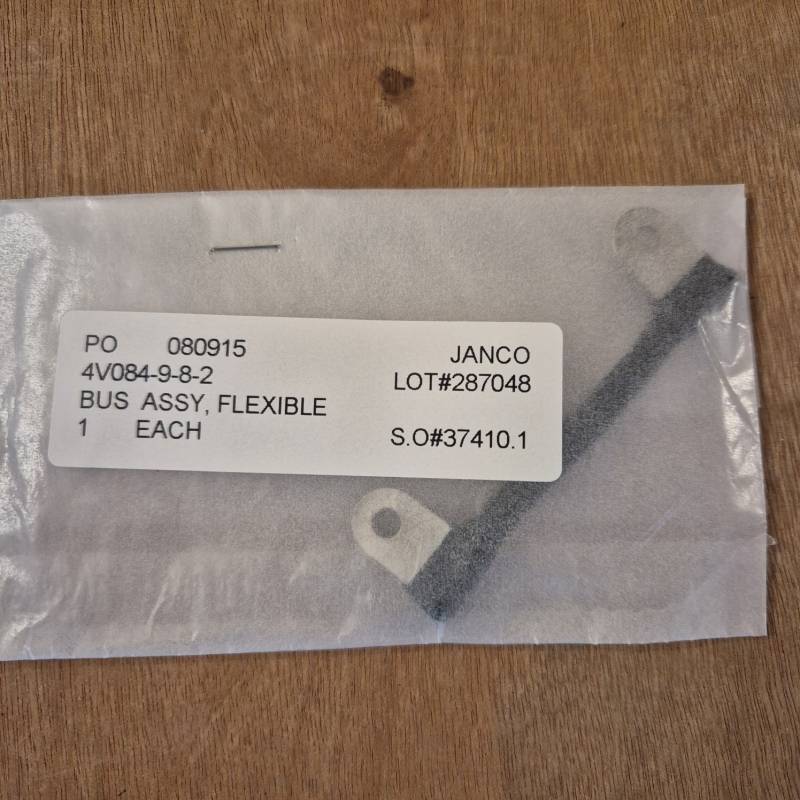 PO 080915 JANCO
4V084-9-8-2 LOT#287048
BUS ASSY, FLEXIBLE
1 EACH S.O#37410.1